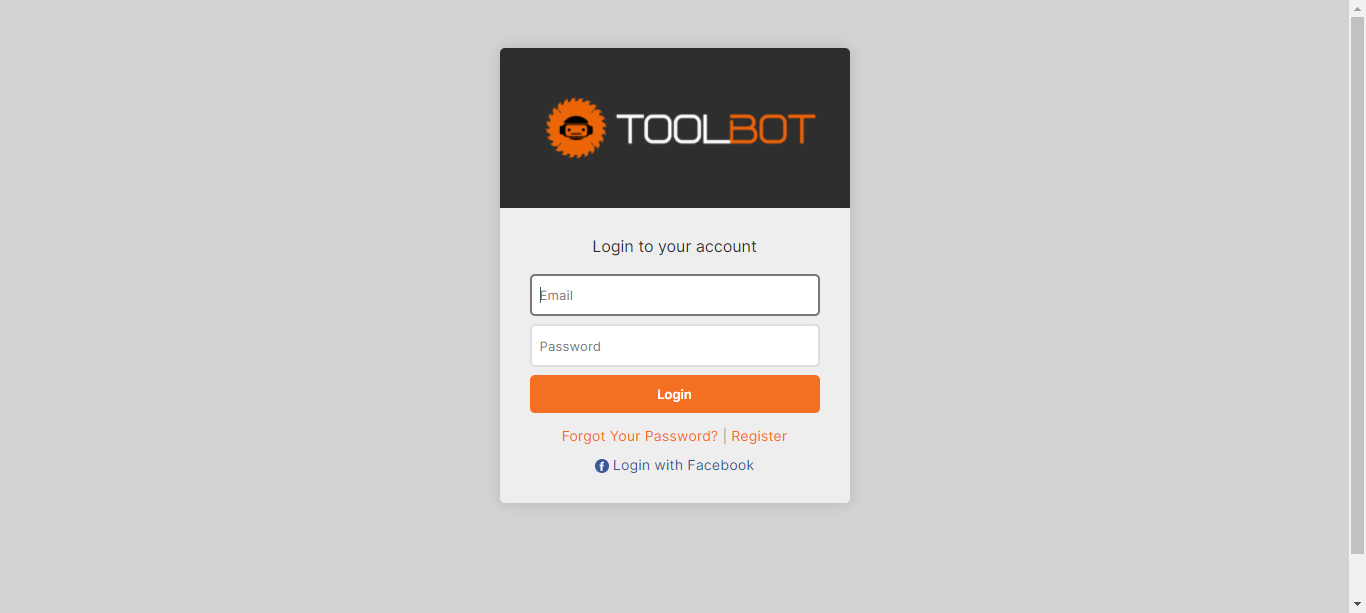 TOOLBOT
Login to your account
Email
Password
Login
Forgot Your Password? | Register
Login with Facebook